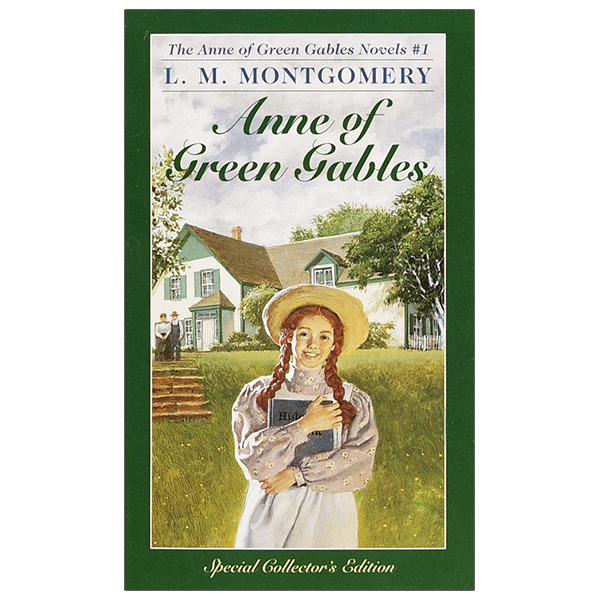 The Anne of Green Gables Novels #1
L. M. MONTGOMERY
Anne of
Green Gables
Special Collector's Edition